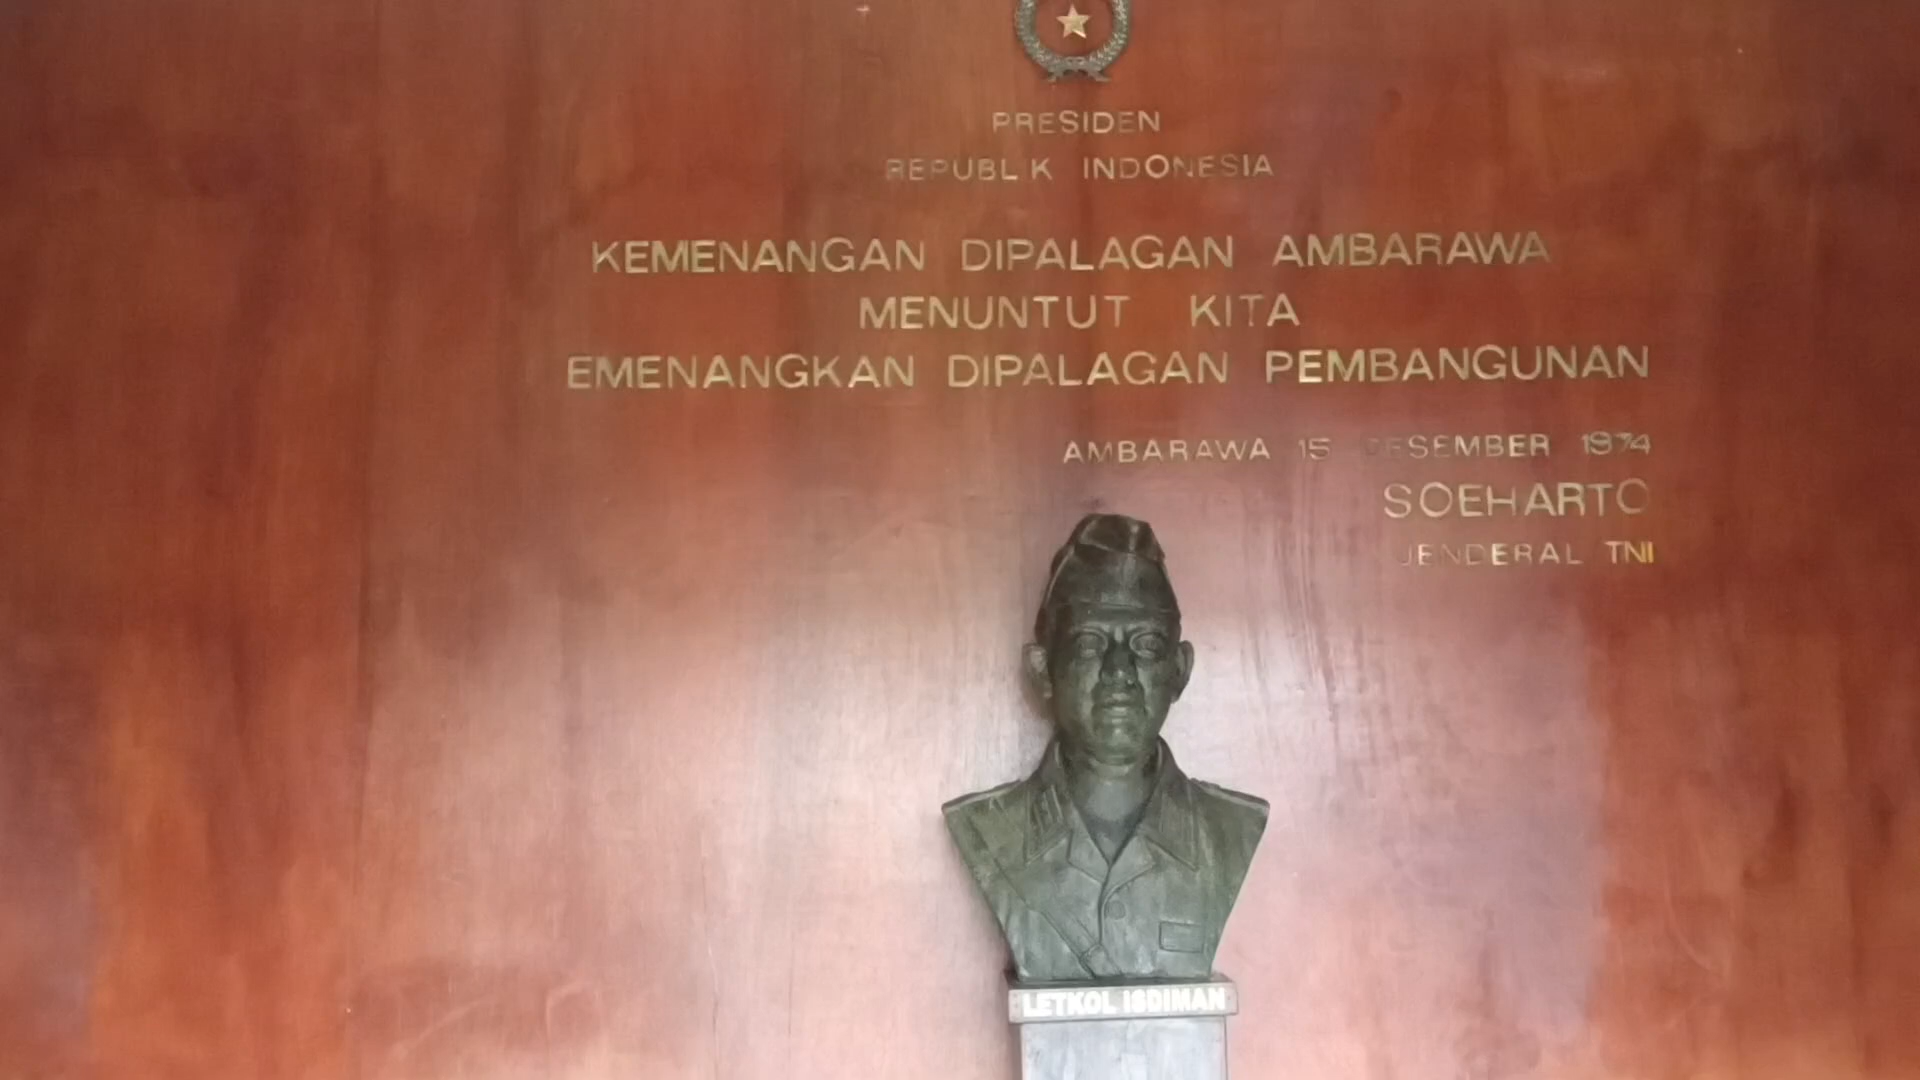 PRESIDEN
REPUBLIK INDONESIA
KEMENANGAN DIPALAGAN AMBARAWA
MENUNTUT KITA
EMENANGKAN DIPALAGAN PEMBANGUNAN
AMBARAWA 15 DESEMBER 1974
SOEHARTO
JENDERAL TNI
LETKOL ISDIMAN